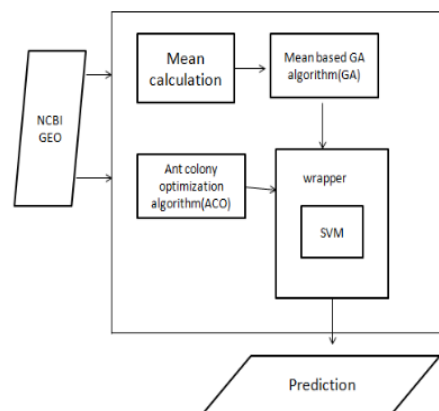 NCBI
GEO
Mean
calculation
Mean based GA
algorithm(GA)
Ant colony
optimization
algorithm(ACO)
wrapper
SVM
Prediction